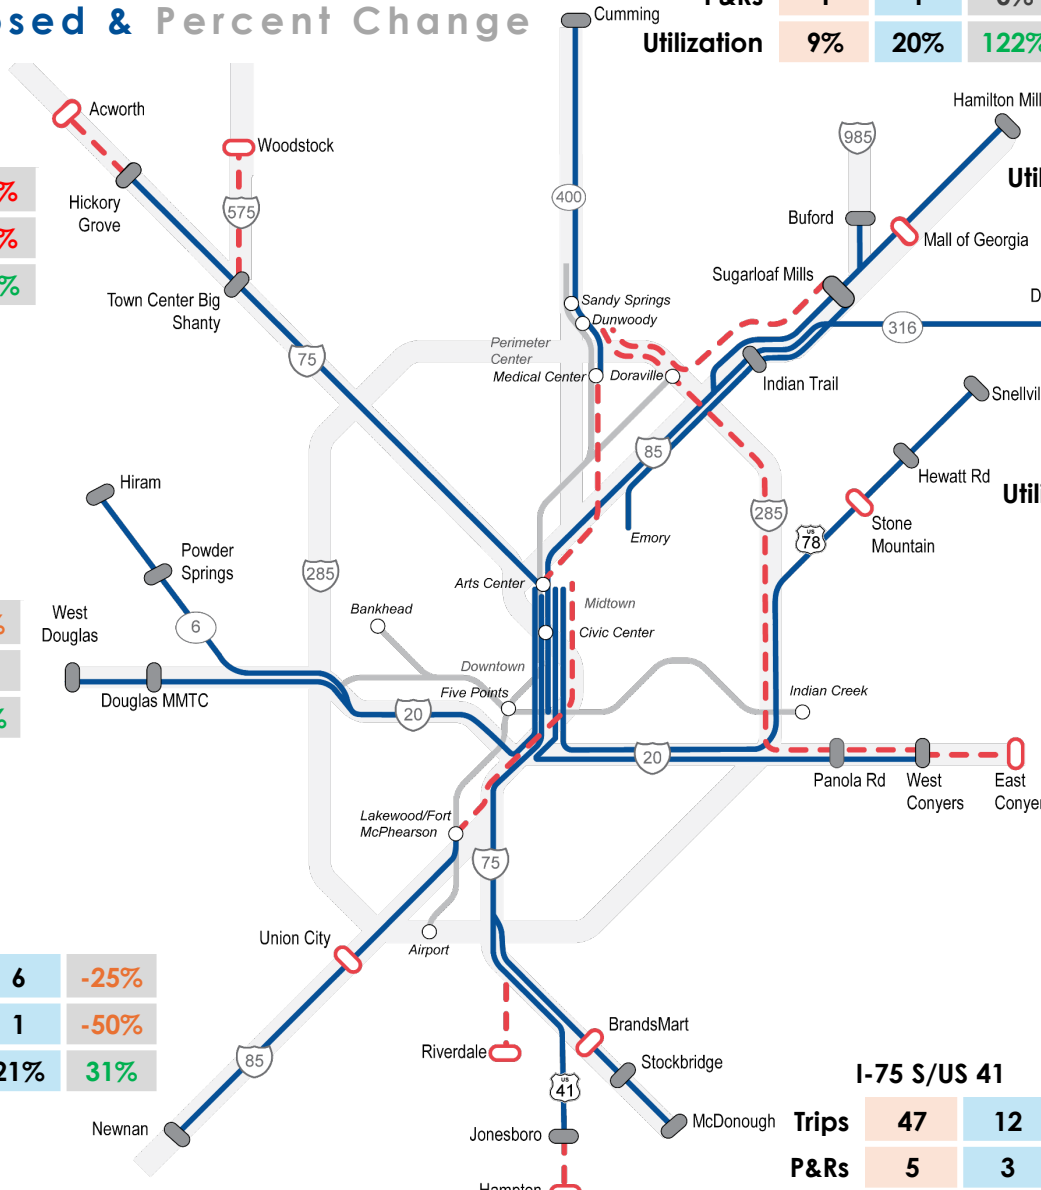 & Percent Change
Cumming
Utilization 9% 20% 122%
Acworth
Woodstock
Hickory
Grove
575
Town Center Big
Shanty
75
400
985
Buford
Mall of Georgia
Sugarloaf Mills
316
Sandy Springs
Dunwoody
Perimeter
Center
Medical Center
Doraville
Indian Trail
85
Hewatt Rd
Stone
Mountain
US
78
285
Emory
Hiram
Powder
Springs
6
West
Douglas
Douglas MMTC
285
Bankhead
Arts Center
Midtown
Civic Center
Downtown
Five Points
Indian Creek
20
20
Panola Rd
West
Conyers
East
Lakewood/Fort
McPhearson
75
Union City
Airport
6 -25%
1 -50%
21% 31%
85
Newnan
Riverdale
BrandsMart
Stockbridge
McDonough
US
41
Jonesboro
I-75 S/US 41
Trips 47 12
P&Rs 5 3